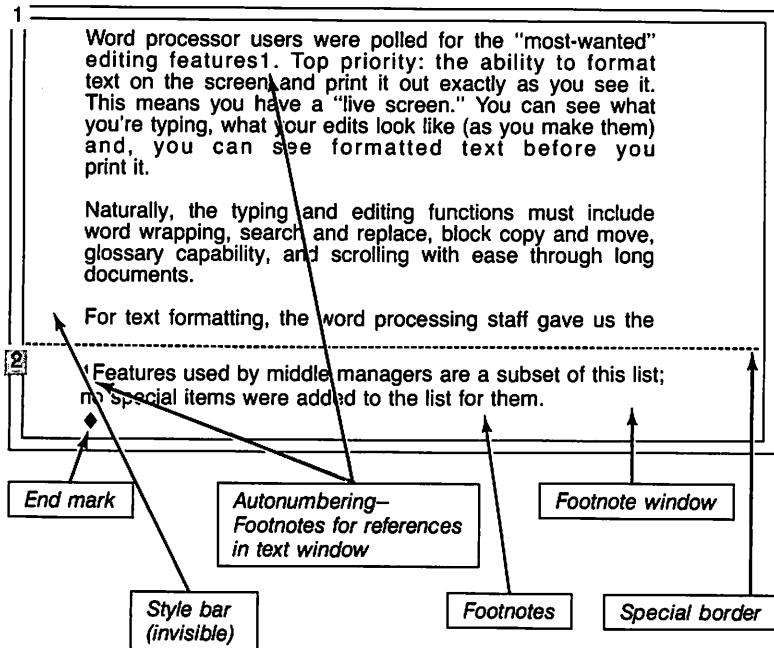 1
Word processor users were polled for the “most-wanted”
editing features1. Top priority: the ability to format
text on the screen and print it out exactly as you see it.
This means you have a “live screen.” You can see what
you're typing, what your edits look like (as you make them)
and, you can see formatted text before you
print it.
Naturally, the typing and editing functions must include
word wrapping, search and replace, block copy and move,
glossary capability, and scrolling with ease through long
documents.
For text formatting, the word processing staff gave us the
2
1Features used by middle managers are a subset of this list;
no special items were added to the list for them.
End mark
Autonumbering–
Footnotes for references
in text window
Footnote window
Style bar
(invisible)
Footnotes
Special border